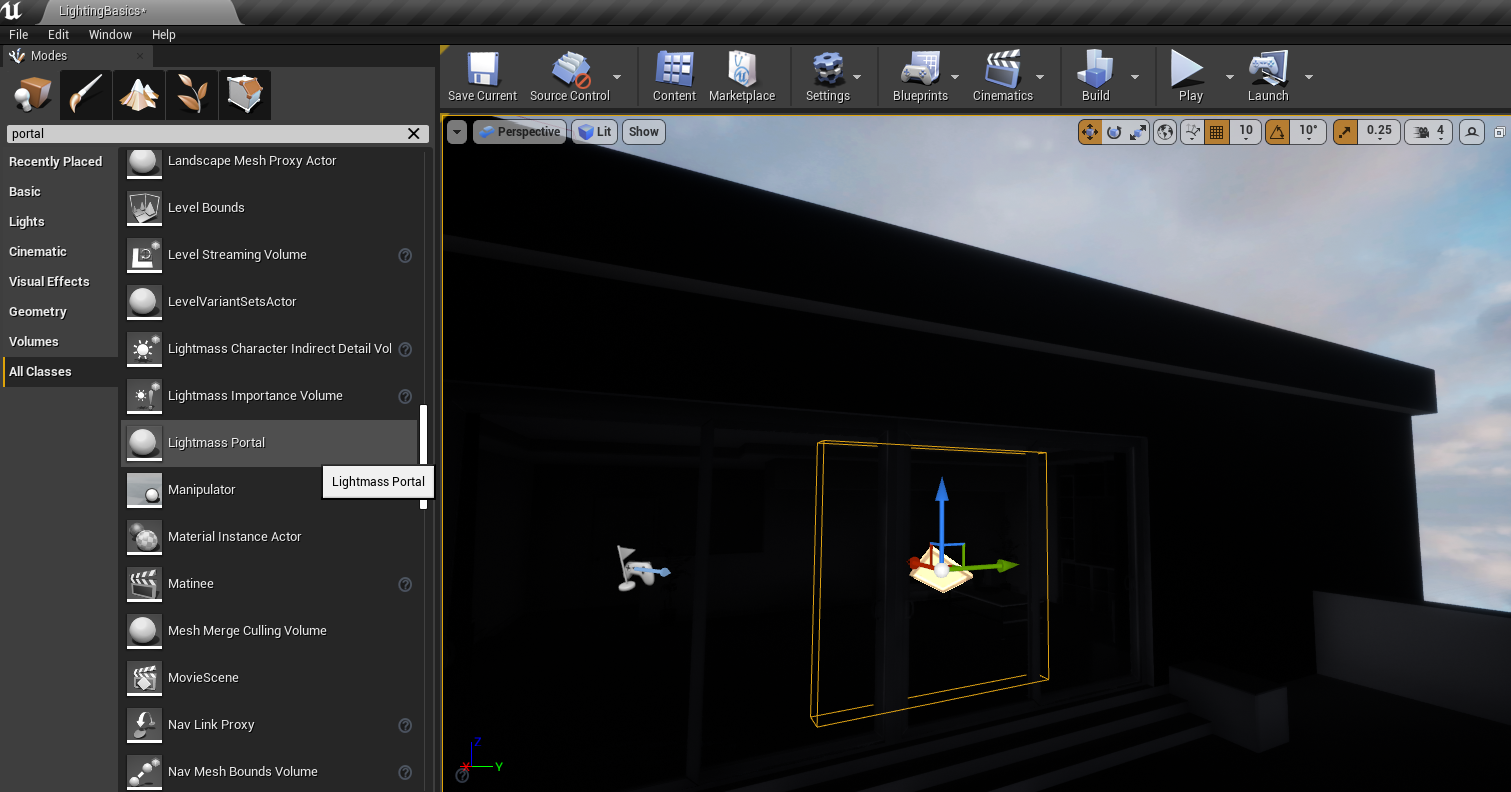 LightingBasics*
File Edit Window Help
Modes
Save Current Source Control Content Marketplace Settings Blueprints Cinematics Build Play Launch
portal
Perspective Lit Show 10 10° 0.25 4
Recently Placed
Basic
Lights
Cinematic
Visual Effects
Geometry
Volumes
All Classes
Landscape Mesh Proxy Actor
Level Bounds
Level Streaming Volume
LevelVariantSetsActor
Lightmass Character Indirect Detail Vol
Lightmass Importance Volume
Lightmass Portal
Lightmass Portal
Manipulator
Material Instance Actor
Matinee
Mesh Merge Culling Volume
MovieScene
Nav Link Proxy
Nav Mesh Bounds Volume
Z
X Y